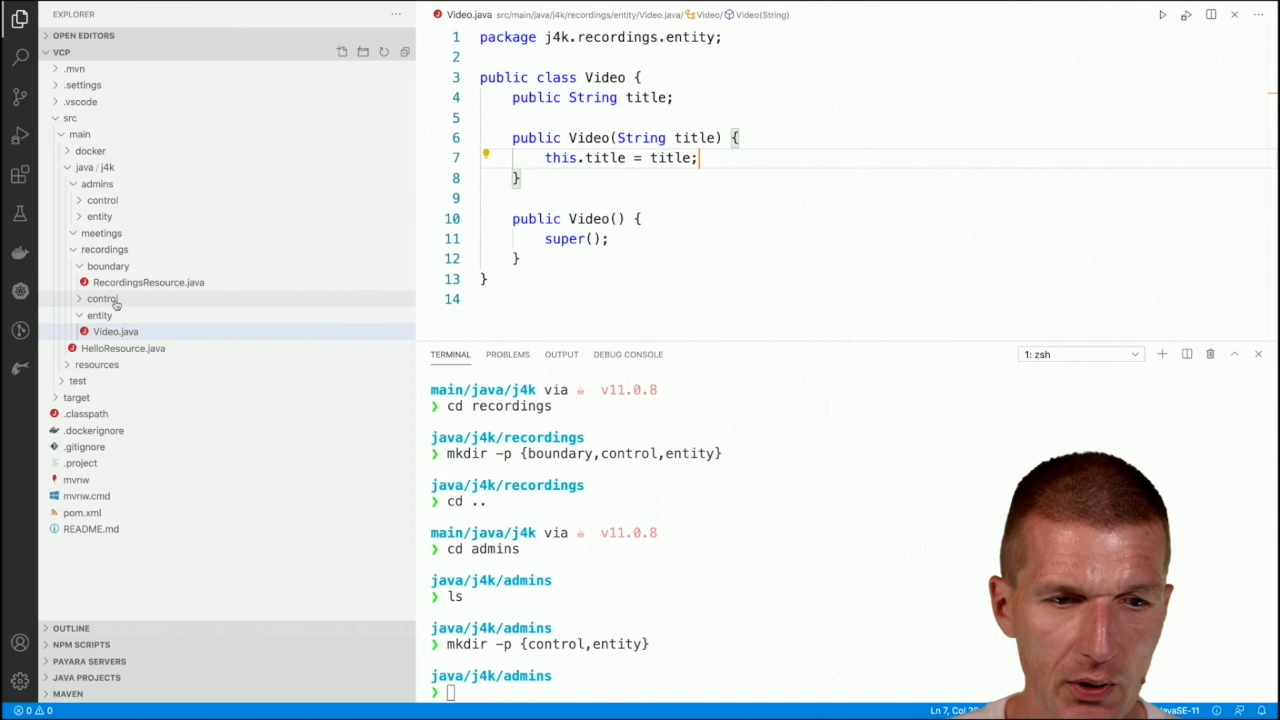 EXPLORER
OPEN EDITORS
VCP
.mvn
.settings
.vscode
src
main
docker
java / j4k
admins
control
entity
meetings
recordings
boundary
RecordingsResource.java
control
entity
Video.java
HelloResource.java
resources
test
target
.classpath
.dockerignore
.gitignore
.project
mvnw
mvnw.cmd
pom.xml
README.md
OUTLINE
NPM SCRIPTS
PAYARA SERVERS
JAVA PROJECTS
MAVEN
Video.java src/main/java/j4k/recordings/entity/Video.java/ Video/ Video(String)
1 package j4k.recordings.entity;
2
3 public class Video {
4 public String title;
5
6 public Video(String title) {
7 this.title = title;
8 }
9
10 public Video() {
11 super();
12 }
13 }
14
TERMINAL PROBLEMS OUTPUT DEBUG CONSOLE 1: zsh
main/java/j4k via v11.0.8
❯ cd recordings
java/j4k/recordings
❯ mkdir -p {boundary,control,entity}
java/j4k/recordings
❯ cd ..
main/java/j4k via v11.0.8
❯ cd admins
java/j4k/admins
❯ ls
java/j4k/admins
❯ mkdir -p {control,entity}
java/j4k/admins
❯
0 0 Ln 7, JavaSE-11